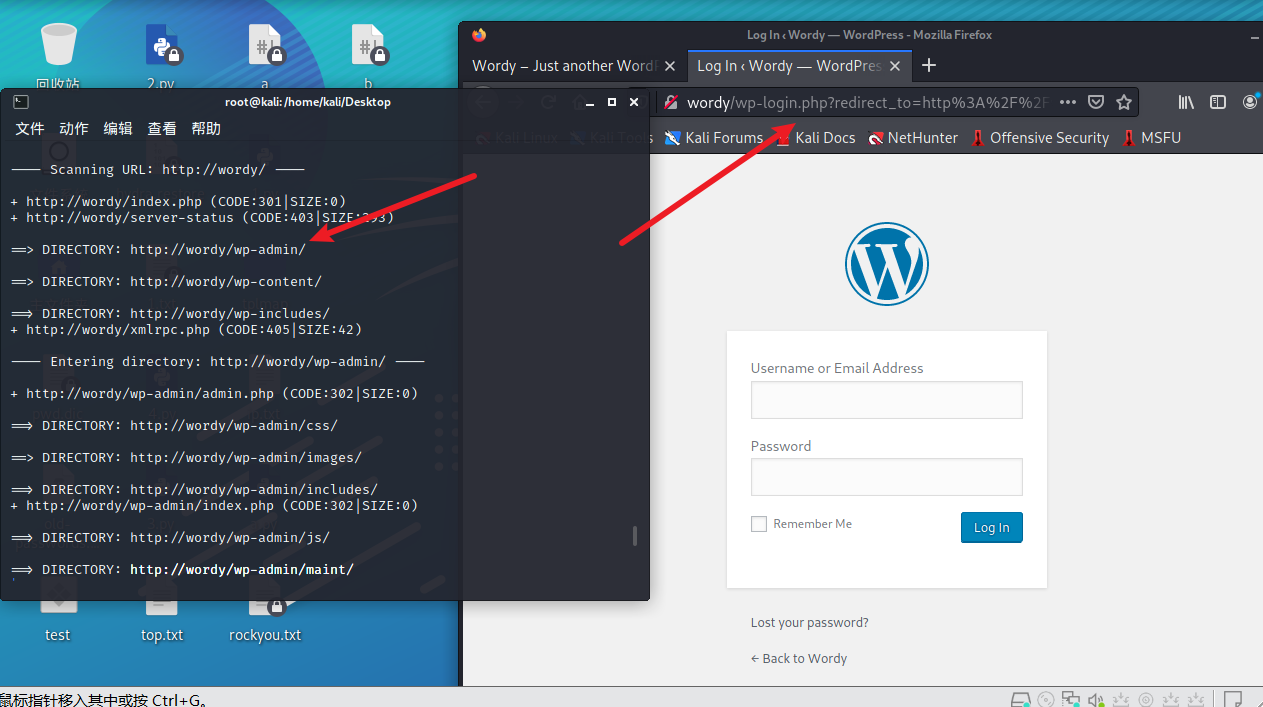 回收站
2.py
a
b
Log In ‹ Wordy — WordPress - Mozilla Firefox
Wordy – Just another WordP
Log In ‹ Wordy — WordPres
root@kali: /home/kali/Desktop
wordy/wp-login.php?redirect_to=http%3A%2F%2F
文件 动作 编辑 查看 帮助
Kali Linux
Kali Tools
Kali Forums
Kali Docs
NetHunter
Offensive Security
MSFU
—— Scanning URL: http://wordy/ ——
+ http://wordy/index.php (CODE:301|SIZE:0)
+ http://wordy/server-status (CODE:403|SIZE:293)
==> DIRECTORY: http://wordy/wp-admin/
==> DIRECTORY: http://wordy/wp-content/
==> DIRECTORY: http://wordy/wp-includes/
+ http://wordy/xmlrpc.php (CODE:405|SIZE:42)
—— Entering directory: http://wordy/wp-admin/ ——
+ http://wordy/wp-admin/admin.php (CODE:302|SIZE:0)
==> DIRECTORY: http://wordy/wp-admin/css/
==> DIRECTORY: http://wordy/wp-admin/images/
==> DIRECTORY: http://wordy/wp-admin/includes/
+ http://wordy/wp-admin/index.php (CODE:302|SIZE:0)
==> DIRECTORY: http://wordy/wp-admin/js/
==> DIRECTORY: http://wordy/wp-admin/maint/
Username or Email Address
Password
Remember Me
Log In
Lost your password?
← Back to Wordy
test
top.txt
rockyou.txt
鼠标指针移入其中或按 Ctrl+G。